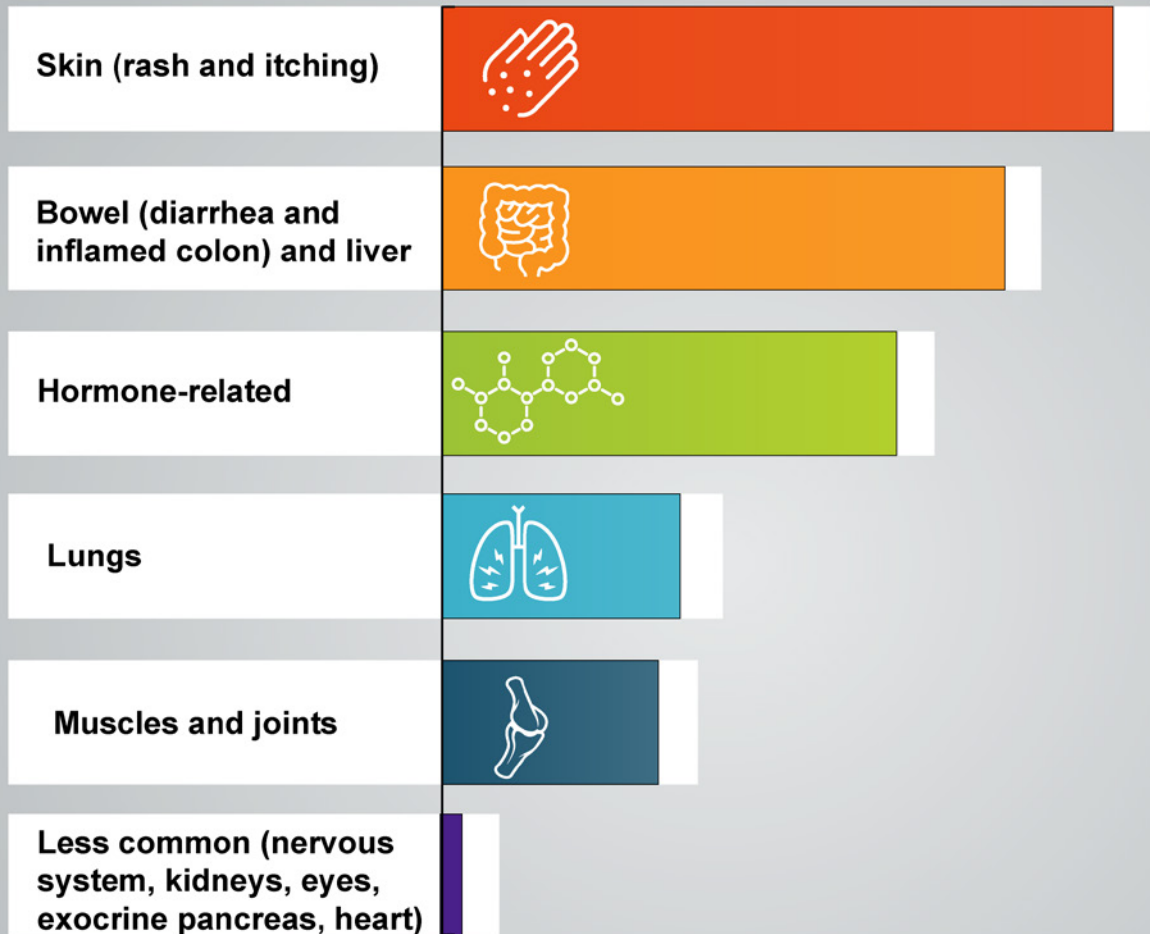 Skin (rash and itching)
Bowel (diarrhea and
inflamed colon) and liver
Hormone-related
Lungs
Muscles and joints
Less common (nervous
system, kidneys, eyes,
exocrine pancreas, heart)